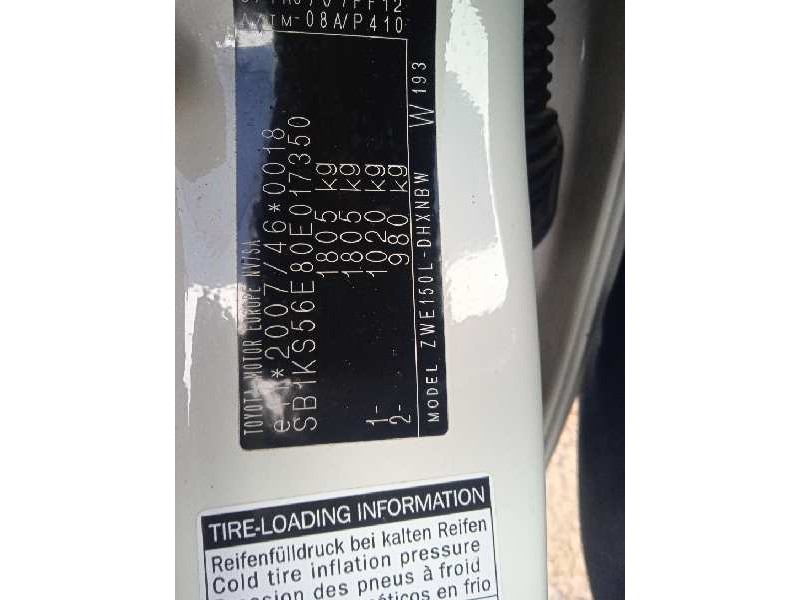 TOYOTA MOTOR EUROPE NV/SA
*2007/46*0018
SB1KS56E80E017350
1805 kg
1805 kg
1- 1020 kg
2- 980 kg
MODEL ZWE150L-DHXNBW W193
08A/P410
TIRE-LOADING INFORMATION
Reifenfülldruck bei kalten Reifen
Cold tire inflation pressure
des pneus à froid
en frio